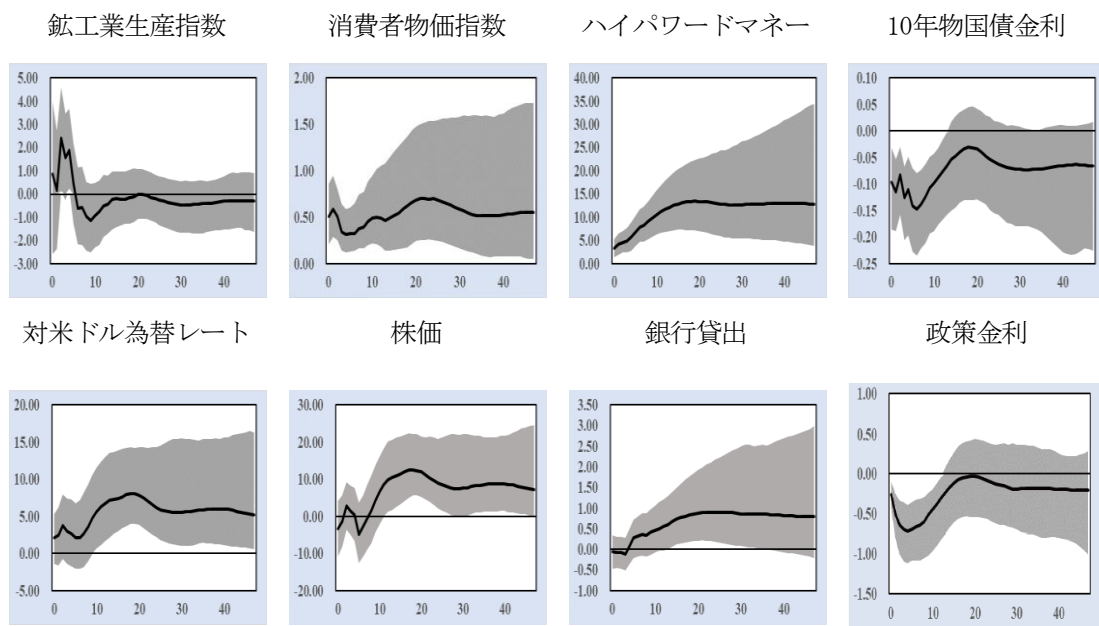 鉱工業生産指数 消費者物価指数 ハイパワードマネー 10年物国債金利
5.00 2.00 40.00 0.10
4.00 35.00 0.05
3.00 1.50 30.00 0.00
2.00 25.00 -0.05
1.00 1.00 20.00 -0.10
0.00 15.00 -0.15
-1.00 0.50 10.00 -0.20
-2.00 5.00
-3.00 0.00 0.00 -0.25
0 10 20 30 40 0 10 20 30 40 0 10 20 30 40 0 10 20 30 40
対米ドル為替レート 株価 銀行貸出 政策金利
20.00 30.00 3.50 1.00
15.00 20.00 3.00 0.50
10.00 10.00 2.50 0.00
5.00 0.00 2.00 -0.50
0.00 -10.00 1.50 -1.00
-5.00 -20.00 1.00 -1.50
0.50
0.00
-0.50
-1.00
0 10 20 30 40 0 10 20 30 40 0 10 20 30 40 0 10 20 30 40